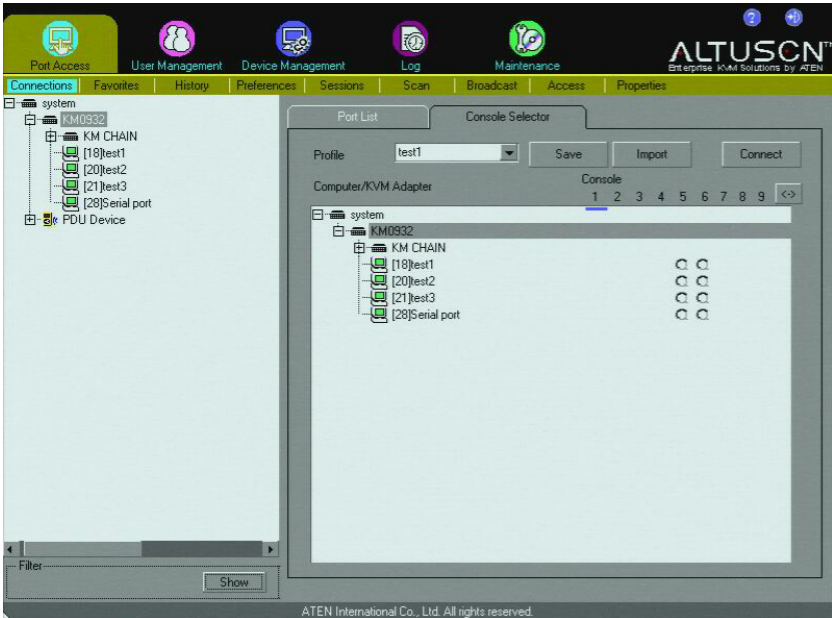 ?
Port Access User Management Device Management Log Maintenance
ALTUSCN™
Enterprise KVM Solutions by ATEN
Connections Favorites History Preferences Sessions Scan Broadcast Access Properties
system
KM0932
KM CHAIN
[18]test1
[20]test2
[21]test3
[28]Serial port
PDU Device
Filter
Show
Port List Console Selector
Profile test1 Save Import Connect
Computer/KVM Adapter Console
1 2 3 4 5 6 7 8 9 <->
system
KM0932
KM CHAIN
[18]test1
[20]test2
[21]test3
[28]Serial port
ATEN International Co., Ltd. All rights reserved.